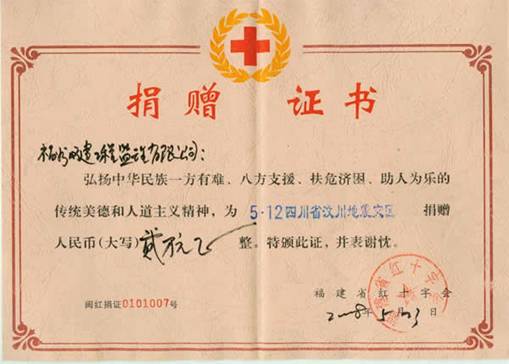 捐赠 证书
福州成建工程监理有限公司:
弘扬中华民族一方有难、八方支援、扶危济困、助人为乐的
传统美德和人道主义精神,为 5·12四川省汶川地震灾区 捐赠
人民币(大写) 贰万元 整。特颁此证,并表谢忱。
福建省红十字会
闽红捐证0101007号
2008年5月23日